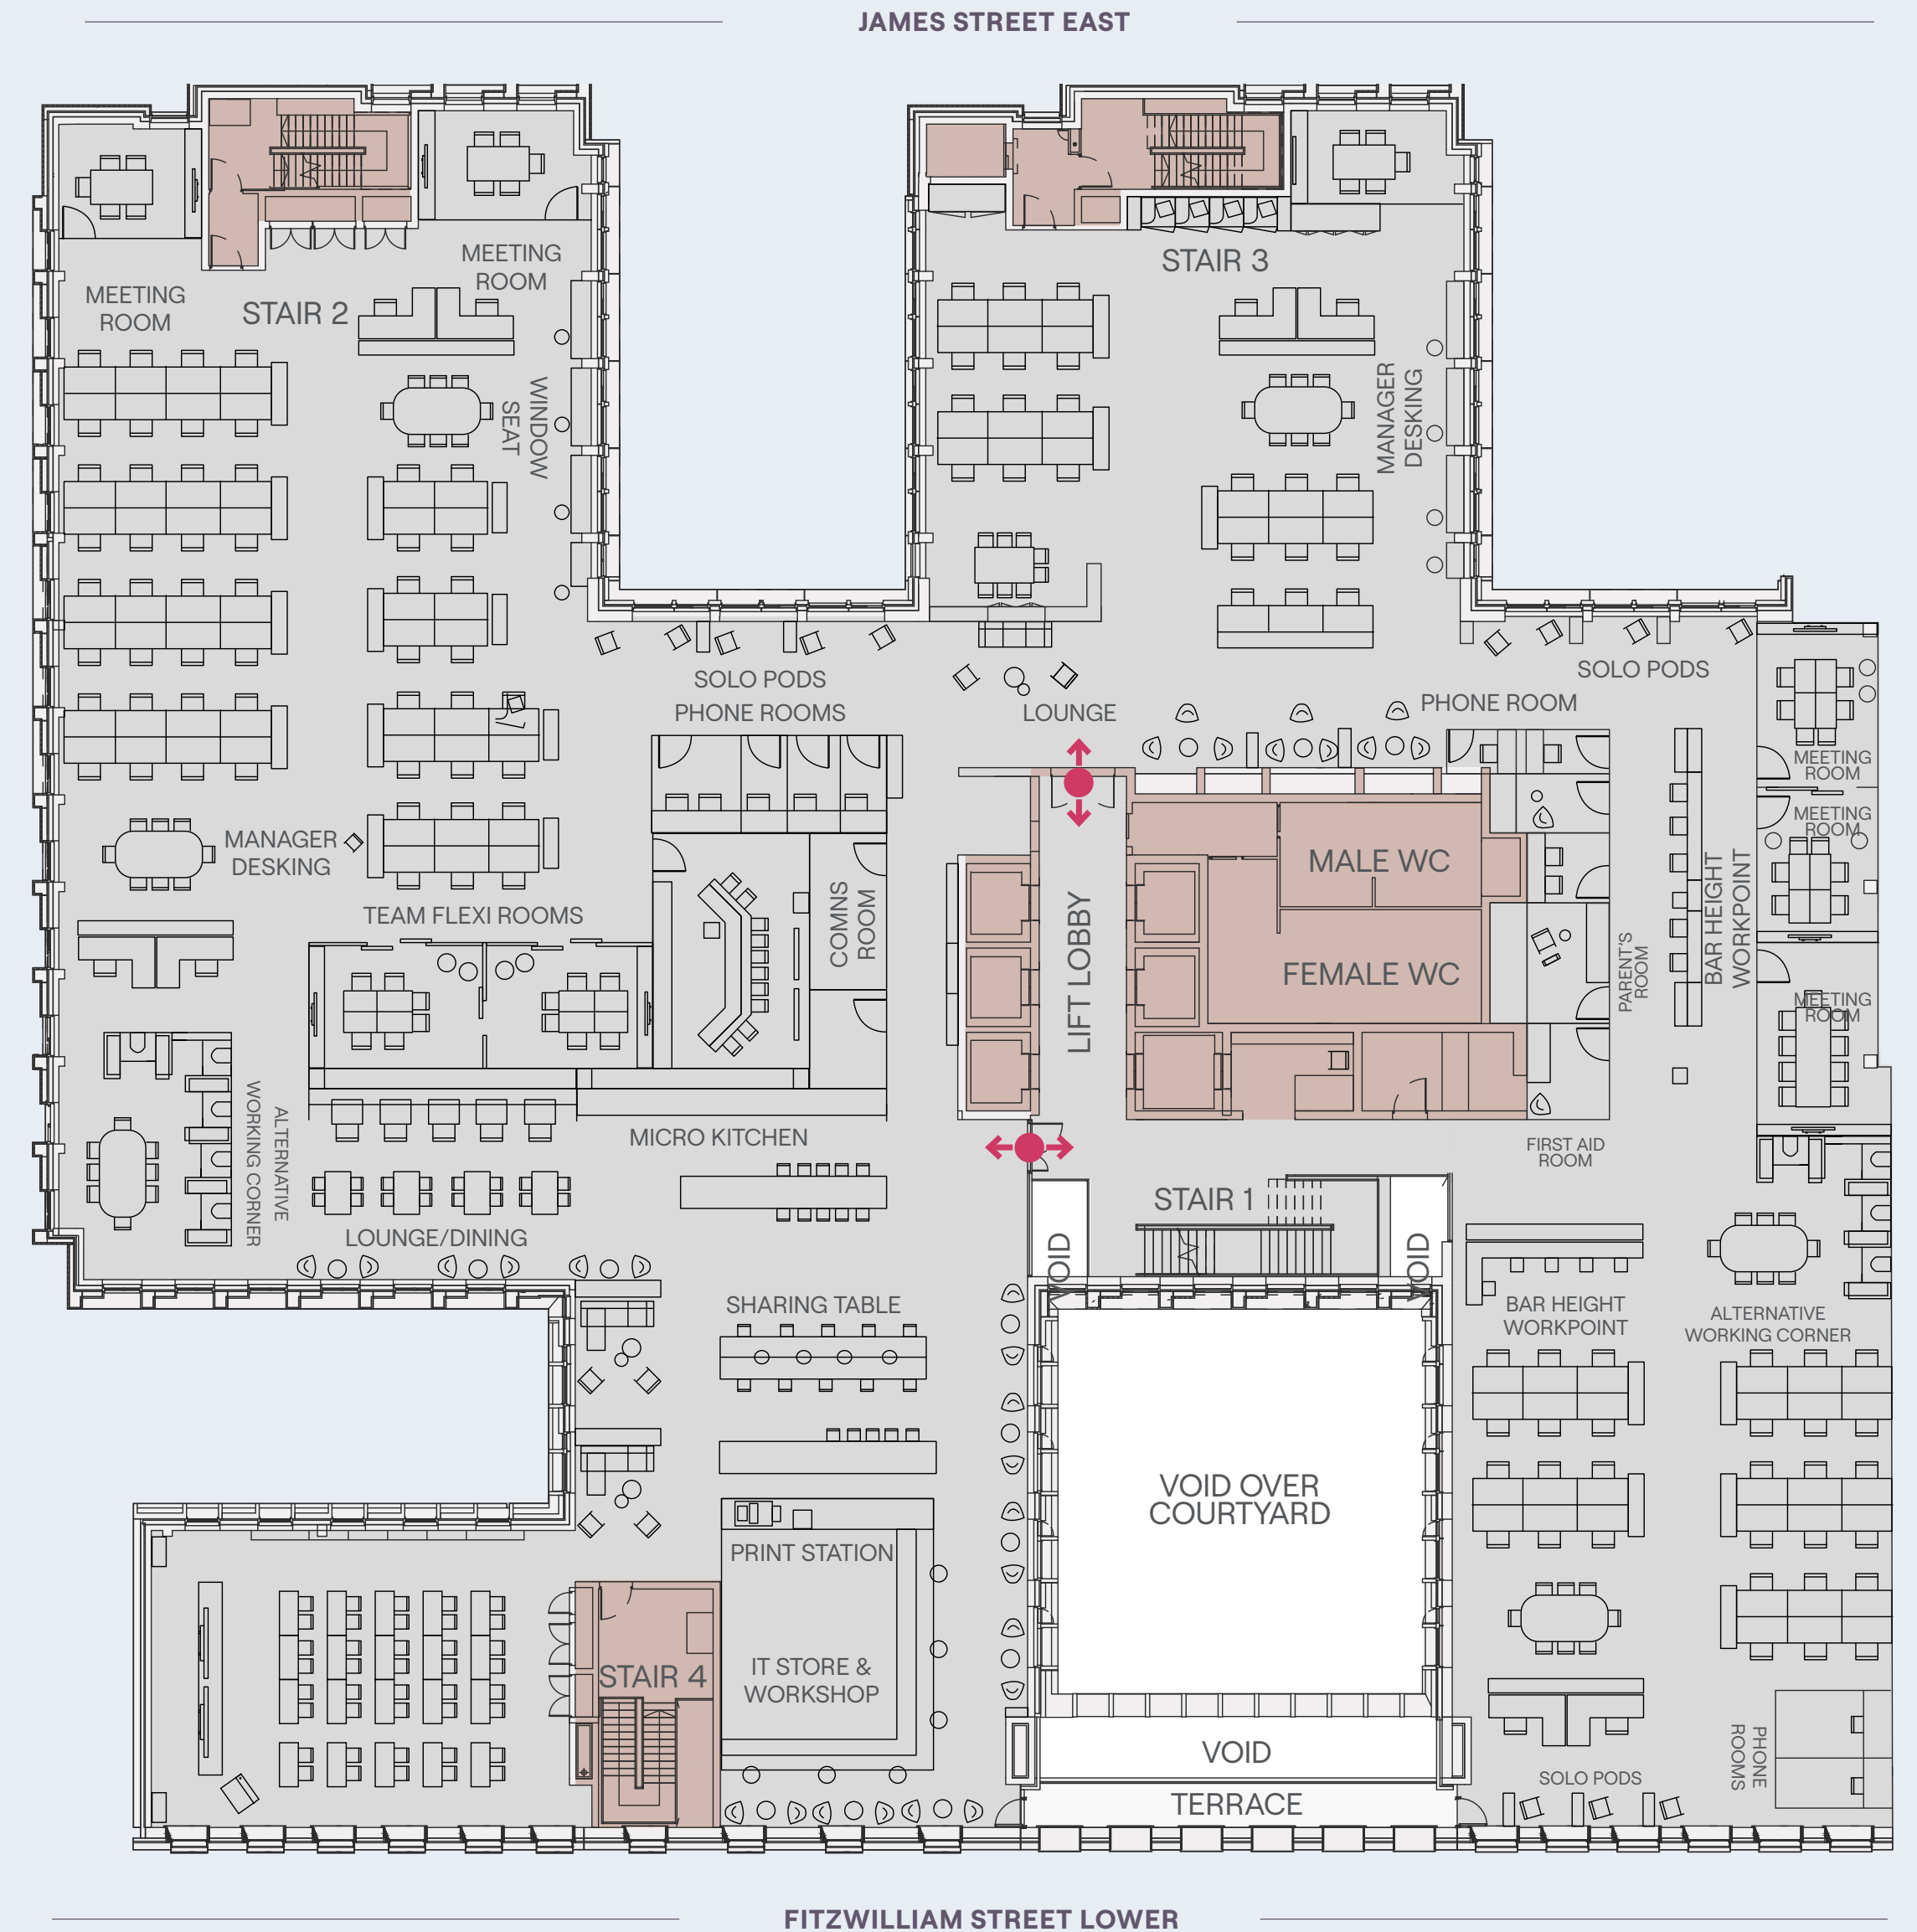 JAMES STREET EAST
MEETING
ROOM
STAIR 3
MEETING
ROOM
STAIR 2
WINDOW
SEAT
MANAGER
DESKING
SOLO PODS
PHONE ROOMS
LOUNGE
SOLO PODS
PHONE ROOM
MEETING
ROOM
MEETING
ROOM
MANAGER
DESKING
TEAM FLEXI ROOMS
COMNS
ROOM
LIFT LOBBY
MALE WC
FEMALE WC
PARENT'S
ROOM
BAR HEIGHT
WORKPOINT
MEETING
ROOM
ALTERNATIVE
WORKING CORNER
MICRO KITCHEN
FIRST AID
ROOM
LOUNGE/DINING
STAIR 1
VOID
VOID
SHARING TABLE
BAR HEIGHT
WORKPOINT
ALTERNATIVE
WORKING CORNER
VOID OVER
COURTYARD
PRINT STATION
STAIR 4
IT STORE &
WORKSHOP
VOID
PHONE
ROOMS
SOLO PODS
TERRACE
FITZWILLIAM STREET LOWER